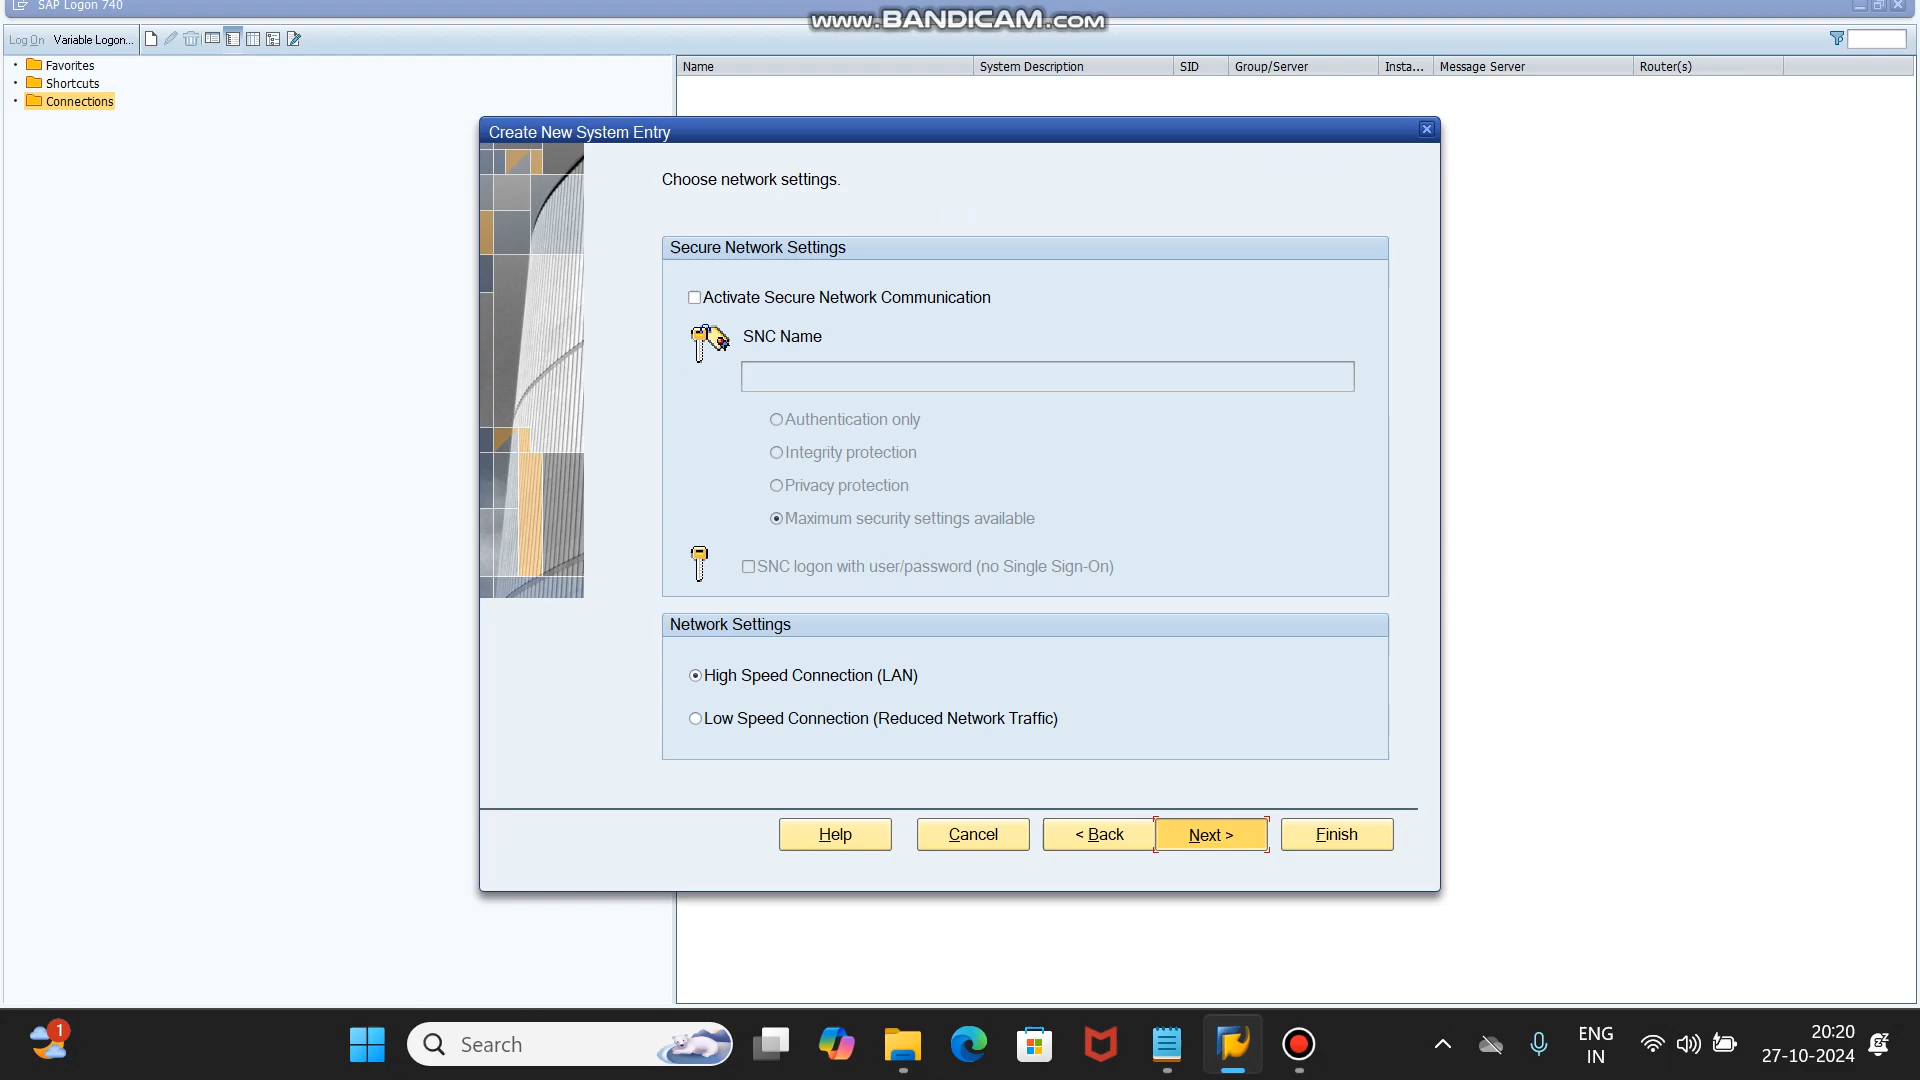 SAP Logon 740
www.BANDICAM.com
Log On Variable Logon...
Favorites
Shortcuts
Connections
Name System Description SID Group/Server Insta... Message Server Router(s)
Create New System Entry
Choose network settings.
Secure Network Settings
Activate Secure Network Communication
SNC Name
Authentication only
Integrity protection
Privacy protection
Maximum security settings available
SNC logon with user/password (no Single Sign-On)
Network Settings
High Speed Connection (LAN)
Low Speed Connection (Reduced Network Traffic)
Help Cancel < Back Next > Finish
1
Search
ENG
IN
20:20
27-10-2024